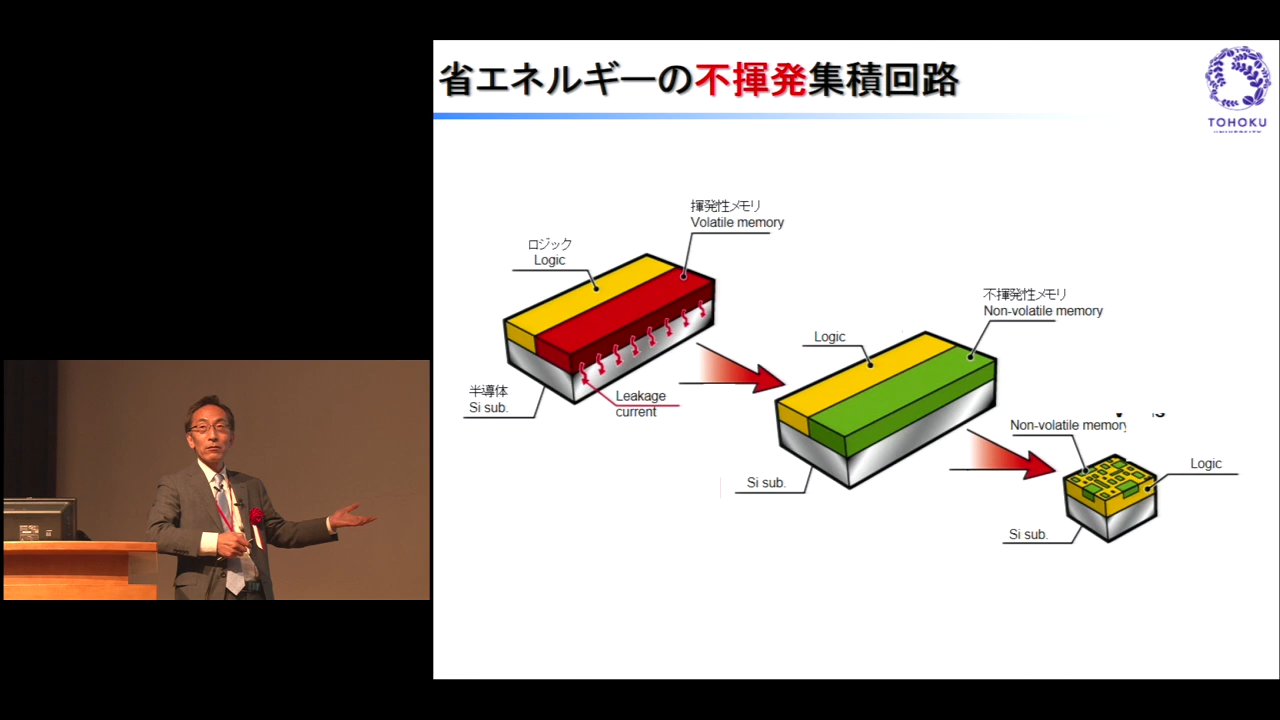 省エネルギーの不揮発集積回路
TOHOKU
揮発性メモリ
Volatile memory
ロジック
Logic
半導体
Si sub.
Leakage
current
不揮発性メモリ
Non-volatile memory
Logic
Si sub.
Non-volatile memory
Logic
Si sub.